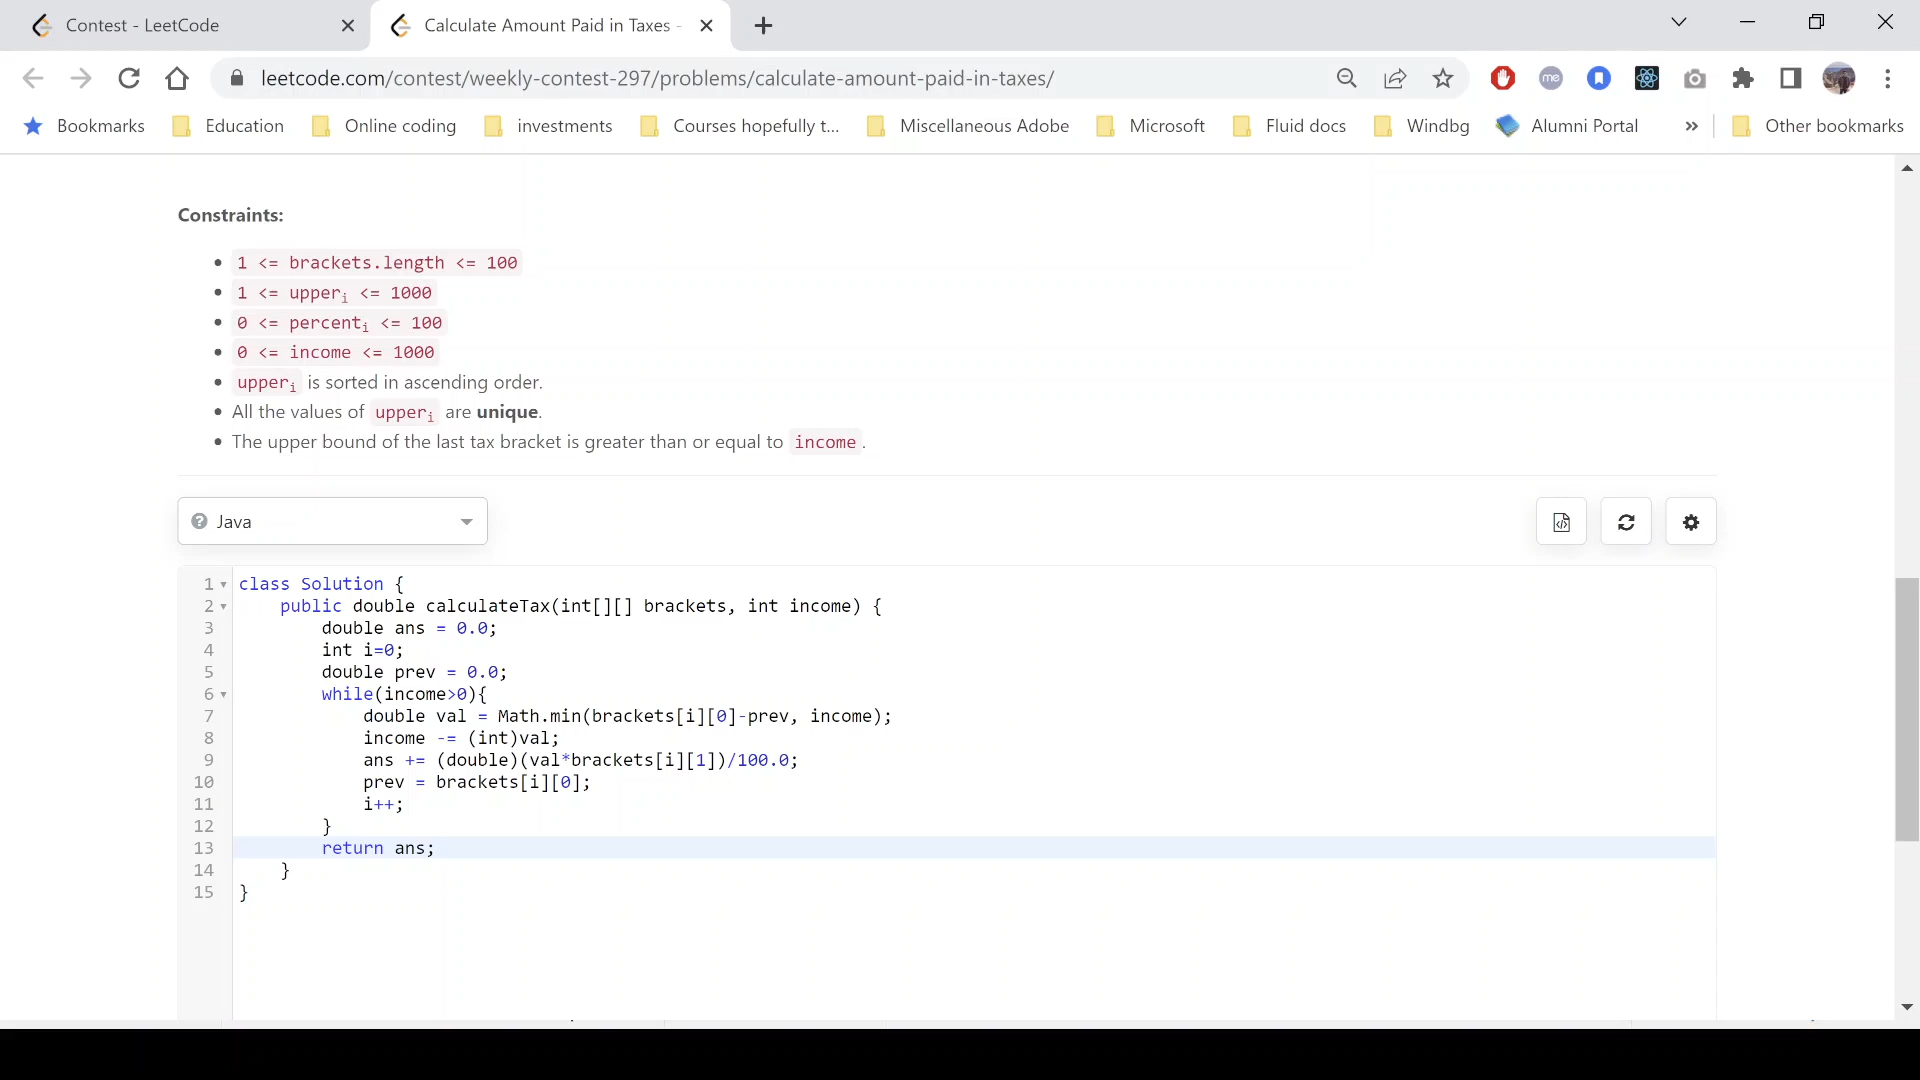 Contest - LeetCode
Calculate Amount Paid in Taxes -
leetcode.com/contest/weekly-contest-297/problems/calculate-amount-paid-in-taxes/
me
Bookmarks Education Online coding investments Courses hopefully t... Miscellaneous Adobe Microsoft Fluid docs Windbg Alumni Portal » Other bookmarks
Constraints:
• 1 <= brackets.length <= 100
• 1 <= upperi <= 1000
• 0 <= percenti <= 100
• 0 <= income <= 1000
• upperi is sorted in ascending order.
• All the values of upperi are unique.
• The upper bound of the last tax bracket is greater than or equal to income.
Java
1 class Solution {
2 public double calculateTax(int[][] brackets, int income) {
3 double ans = 0.0;
4 int i=0;
5 double prev = 0.0;
6 while(income>0){
7 double val = Math.min(brackets[i][0]-prev, income);
8 income -= (int)val;
9 ans += (double)(val*brackets[i][1])/100.0;
10 prev = brackets[i][0];
11 i++;
12 }
13 return ans;
14 }
15 }